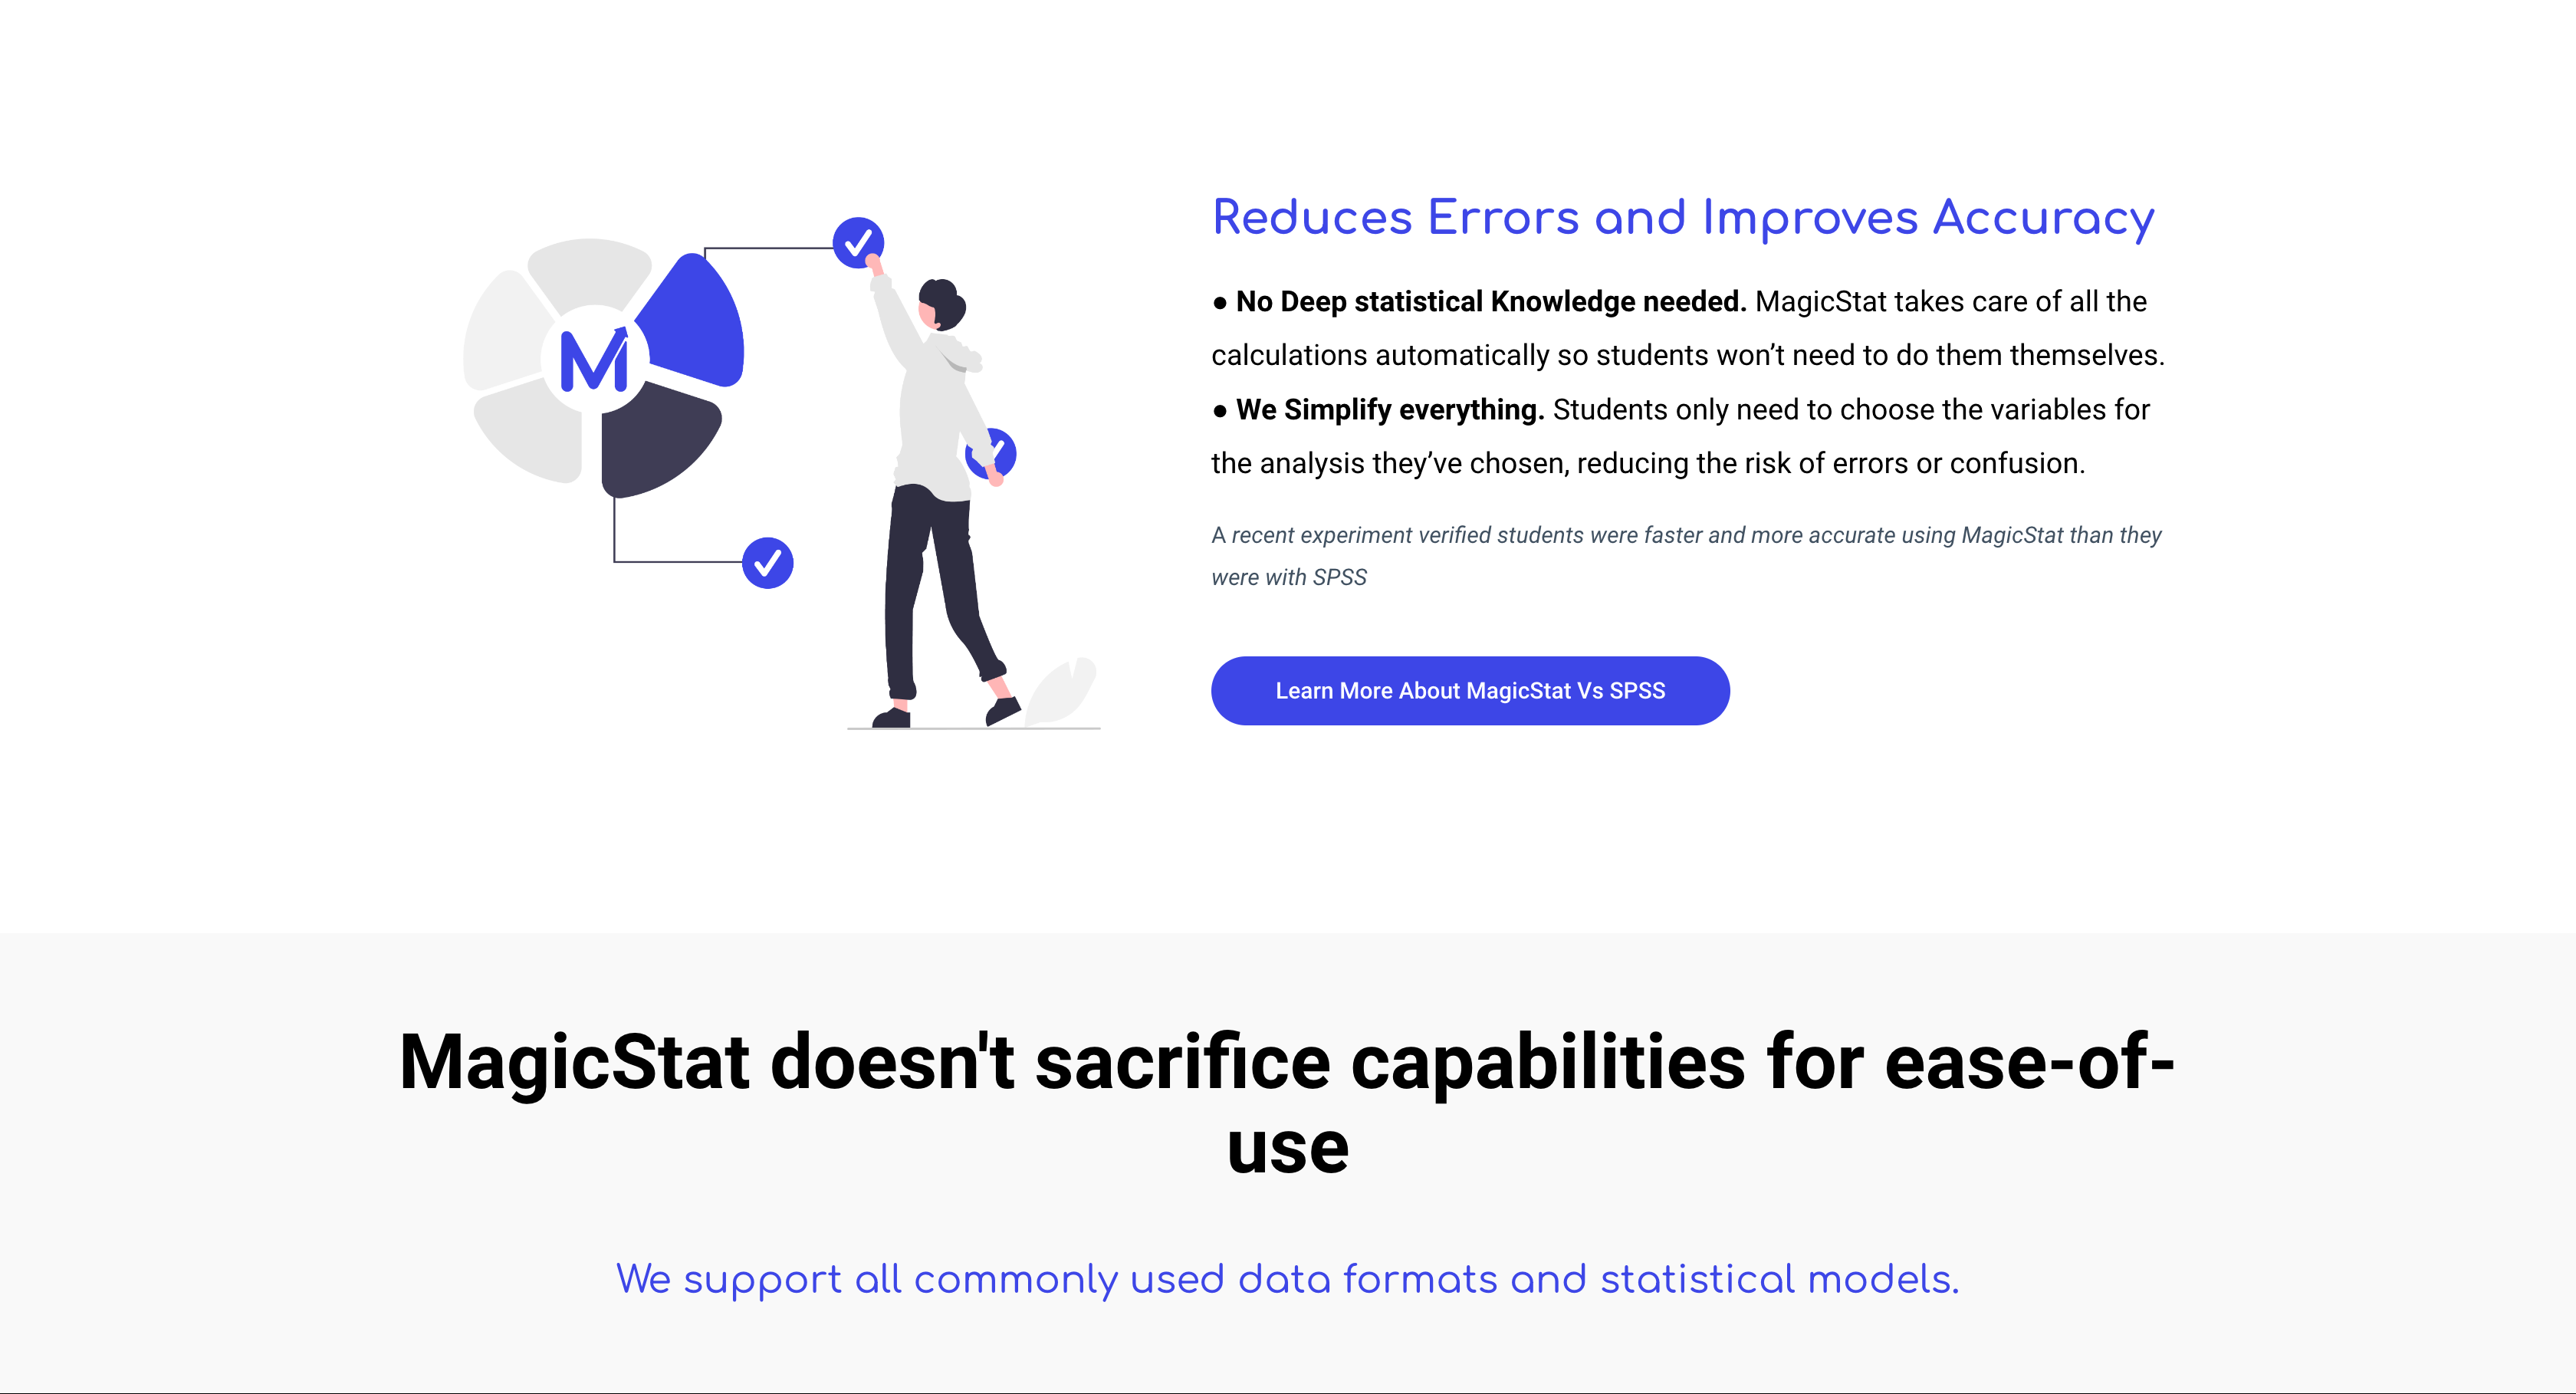 M
Reduces Errors and Improves Accuracy
● No Deep statistical Knowledge needed. MagicStat takes care of all the
calculations automatically so students won’t need to do them themselves.
● We Simplify everything. Students only need to choose the variables for
the analysis they’ve chosen, reducing the risk of errors or confusion.
A recent experiment verified students were faster and more accurate using MagicStat than they
were with SPSS
Learn More About MagicStat Vs SPSS
MagicStat doesn't sacrifice capabilities for ease-of-
use
We support all commonly used data formats and statistical models.